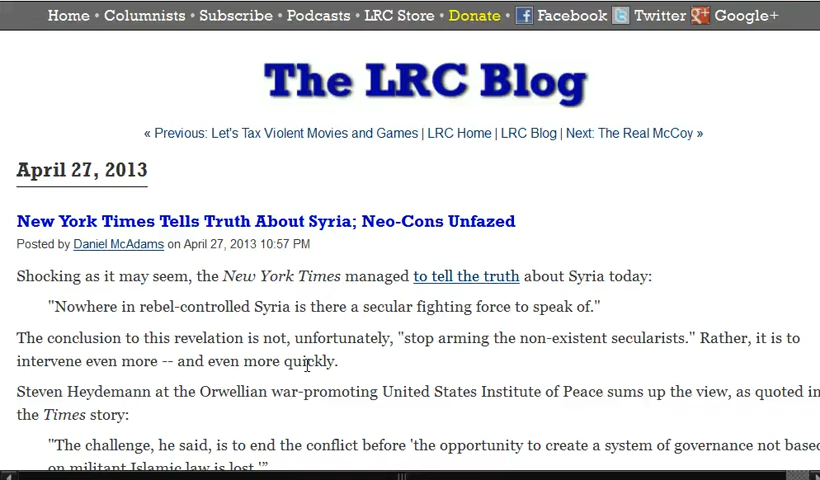 Home • Columnists • Subscribe • Podcasts • LRC Store • Donate • Facebook Twitter Google+
The LRC Blog
« Previous: Let's Tax Violent Movies and Games | LRC Home | LRC Blog | Next: The Real McCoy »
April 27, 2013
New York Times Tells Truth About Syria; Neo-Cons Unfazed
Posted by Daniel McAdams on April 27, 2013 10:57 PM
Shocking as it may seem, the New York Times managed to tell the truth about Syria today:
"Nowhere in rebel-controlled Syria is there a secular fighting force to speak of."
The conclusion to this revelation is not, unfortunately, "stop arming the non-existent secularists." Rather, it is to
intervene even more -- and even more quickly.
Steven Heydemann at the Orwellian war-promoting United States Institute of Peace sums up the view, as quoted in
the Times story:
"The challenge, he said, is to end the conflict before 'the opportunity to create a system of governance not based
on militant Islamic law is lost.'"